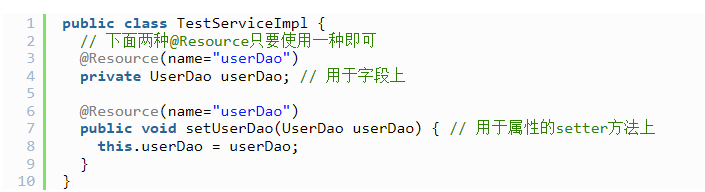 1 public class TestServiceImpl {
2 // 下面两种@Resource只要使用一种即可
3 @Resource(name="userDao")
4 private UserDao userDao; // 用于字段上
5
6 @Resource(name="userDao")
7 public void setUserDao(UserDao userDao) { // 用于属性的setter方法上
8 this.userDao = userDao;
9 }
10 }